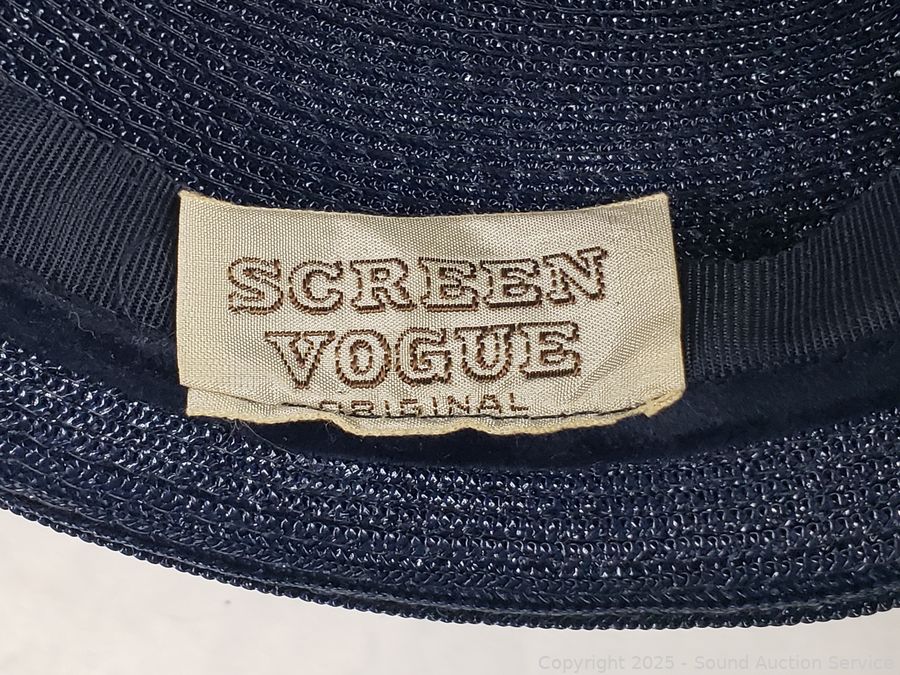 SCREEN
VOGUE
ORIGINAL
Copyright 2025 - Sound Auction Service